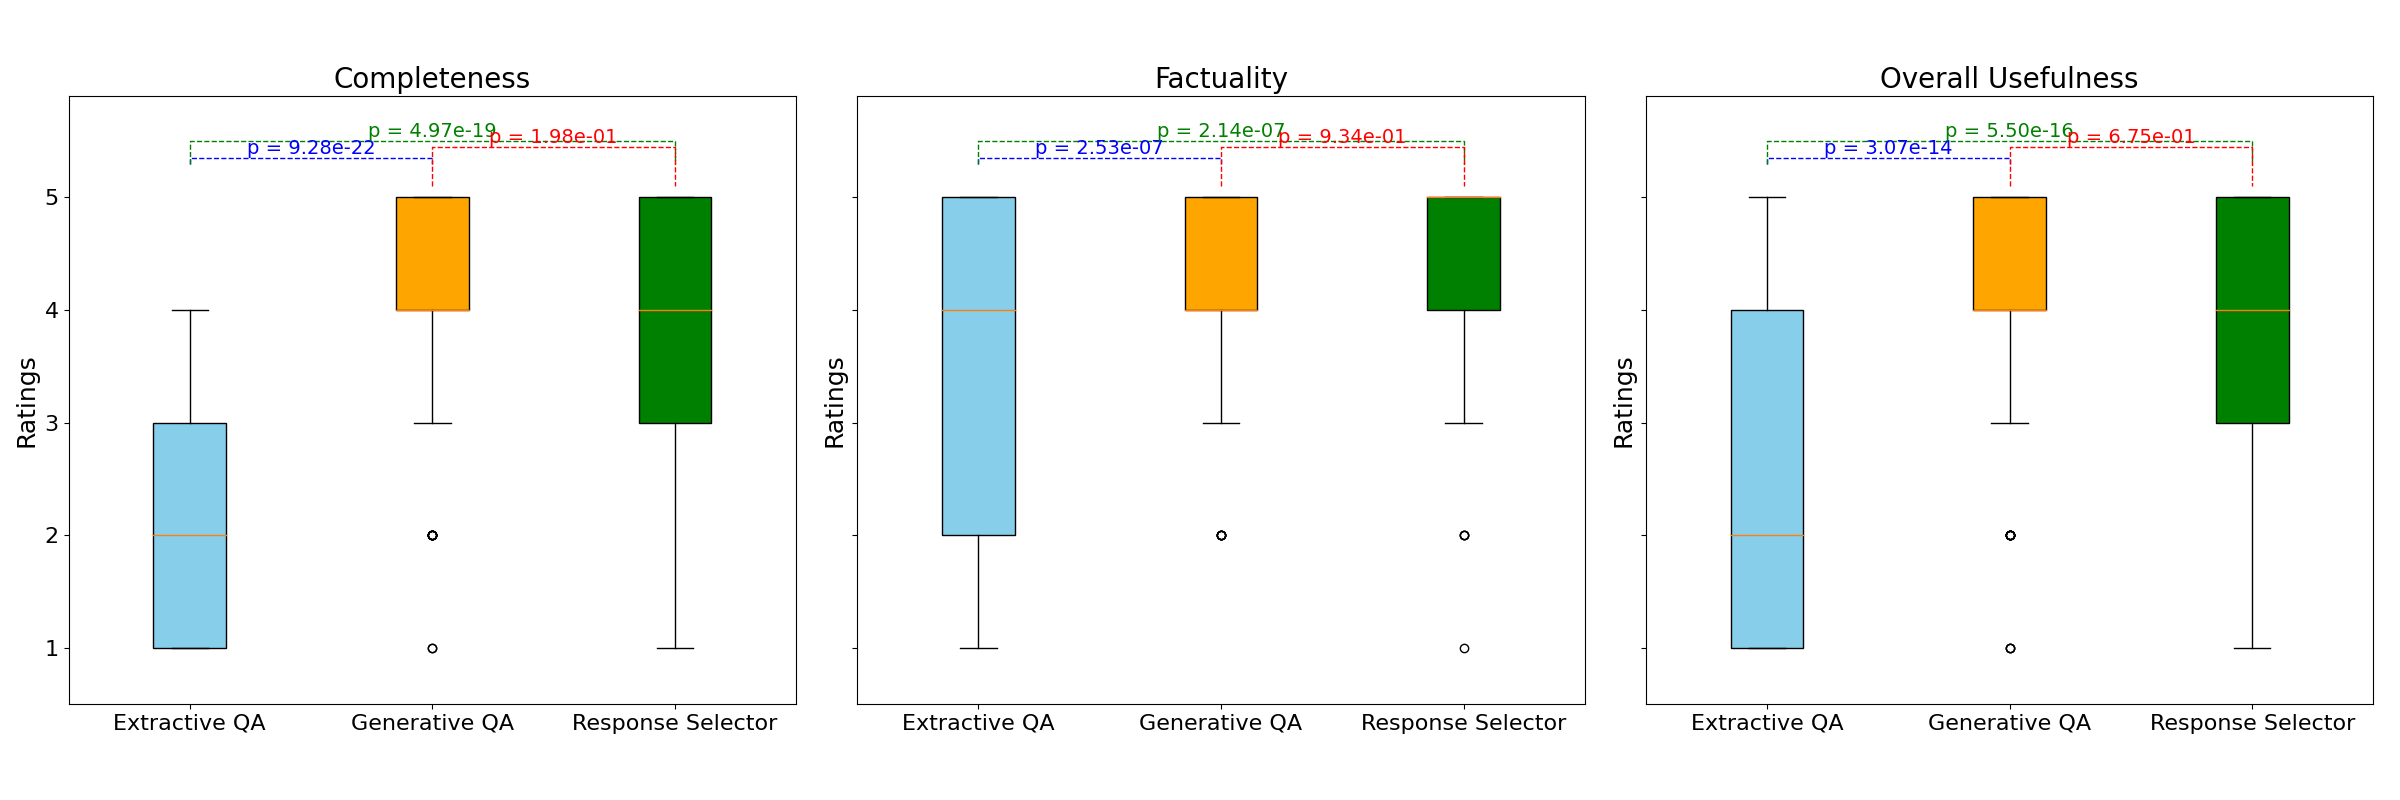 Completeness
p = 4.97e-19
p = 1.98e-01
p = 9.28e-22
5
4
3
2
1
Ratings
Extractive QA
Generative QA
Response Selector
Factuality
p = 2.14e-07
p = 9.34e-01
p = 2.53e-07
Ratings
Extractive QA
Generative QA
Response Selector
Overall Usefulness
p = 5.50e-16
p = 6.75e-01
p = 3.07e-14
Ratings
Extractive QA
Generative QA
Response Selector